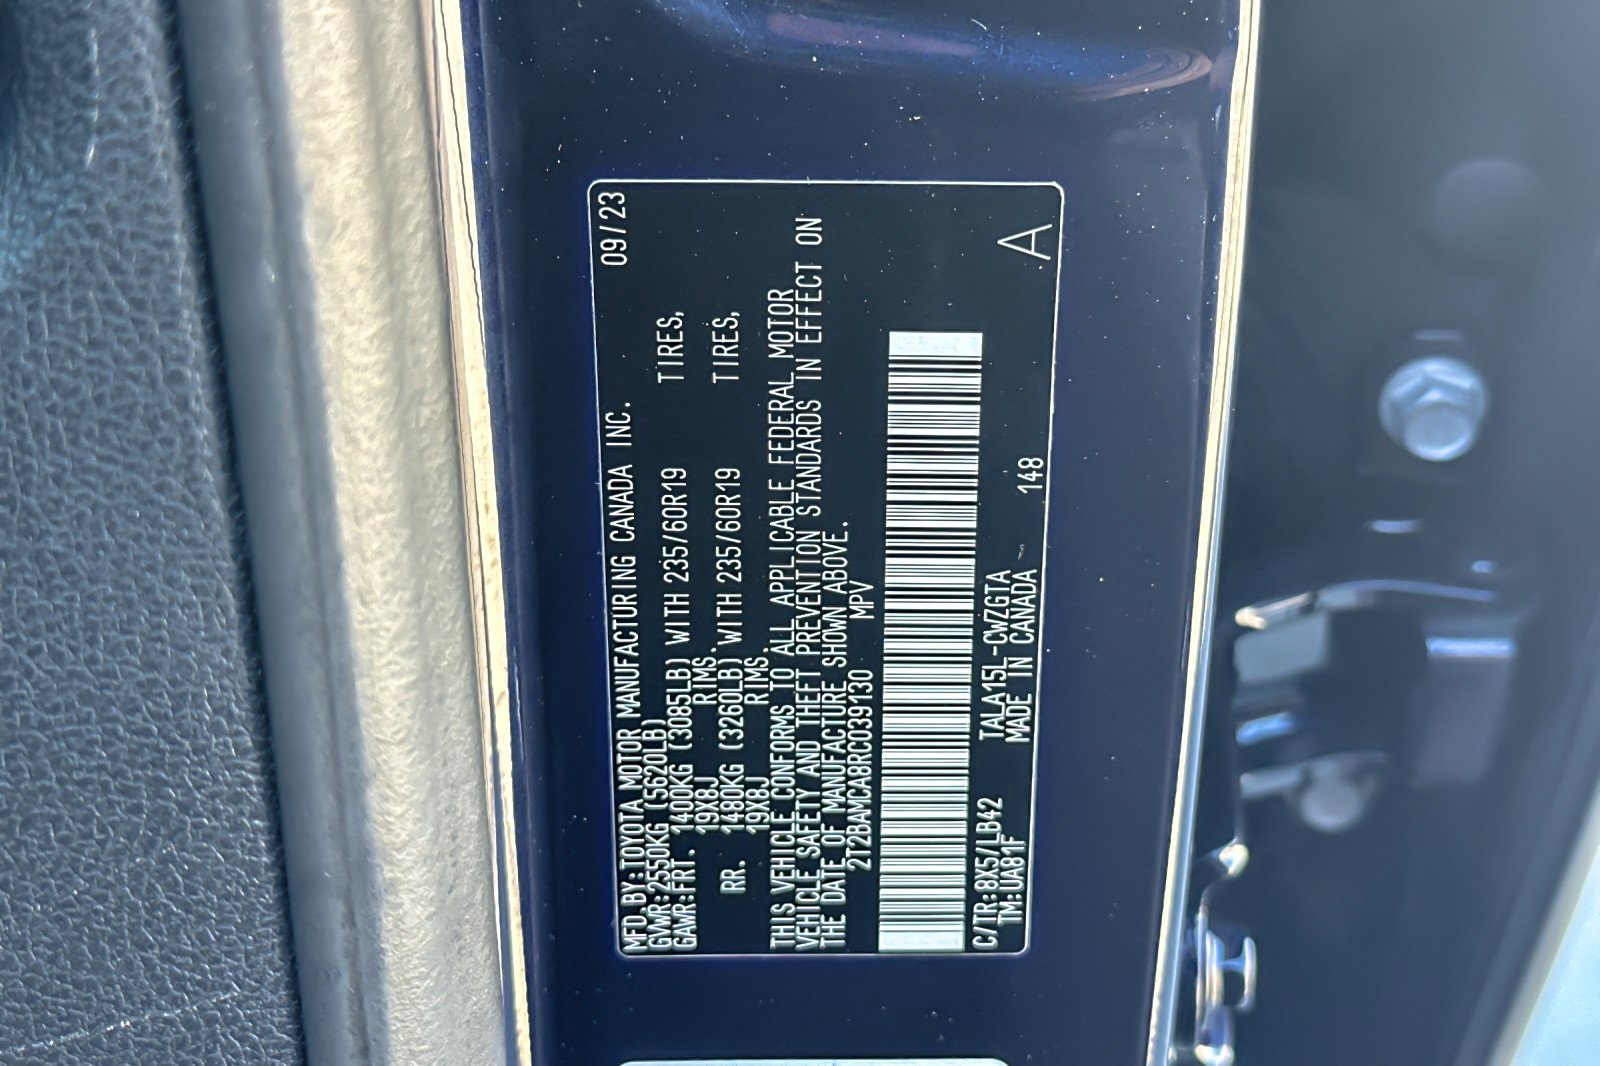 MFD. BY: TOYOTA MOTOR MANUFACTURING CANADA INC. 09/23
GVWR: 2550KG (5620LB)
GAWR: FRT. 1400KG (3085LB) WITH 235/60R19 TIRES,
19X8J RIMS.
RR. 1480KG (3260LB) WITH 235/60R19 TIRES,
19X8J RIMS.
THIS VEHICLE CONFORMS TO ALL APPLICABLE FEDERAL MOTOR
VEHICLE SAFETY AND THEFT PREVENTION STANDARDS IN EFFECT ON
THE DATE OF MANUFACTURE SHOWN ABOVE.
2T2BAMCA8RC039130 MPV
C/TR: 8X5/LB42 TALA15L-CWZGTA
TM: UA81F MADE IN CANADA 148 A